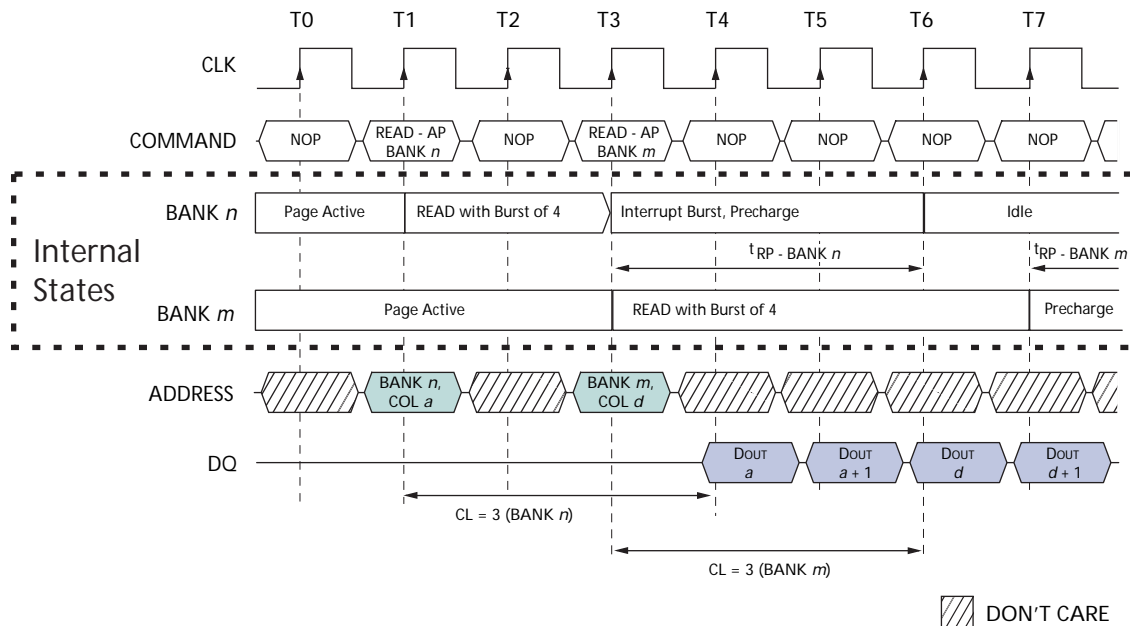 T0 T1 T2 T3 T4 T5 T6 T7
CLK
COMMAND NOP READ - AP BANK n NOP READ - AP BANK m NOP NOP NOP NOP
BANK n Page Active READ with Burst of 4 Interrupt Burst, Precharge Idle
Internal States
tRP - BANK n tRP - BANK m
BANK m Page Active READ with Burst of 4 Precharge
ADDRESS BANK n, COL a BANK m, COL d
DQ DOUT a DOUT a + 1 DOUT d DOUT d + 1
CL = 3 (BANK n)
CL = 3 (BANK m)
DON'T CARE